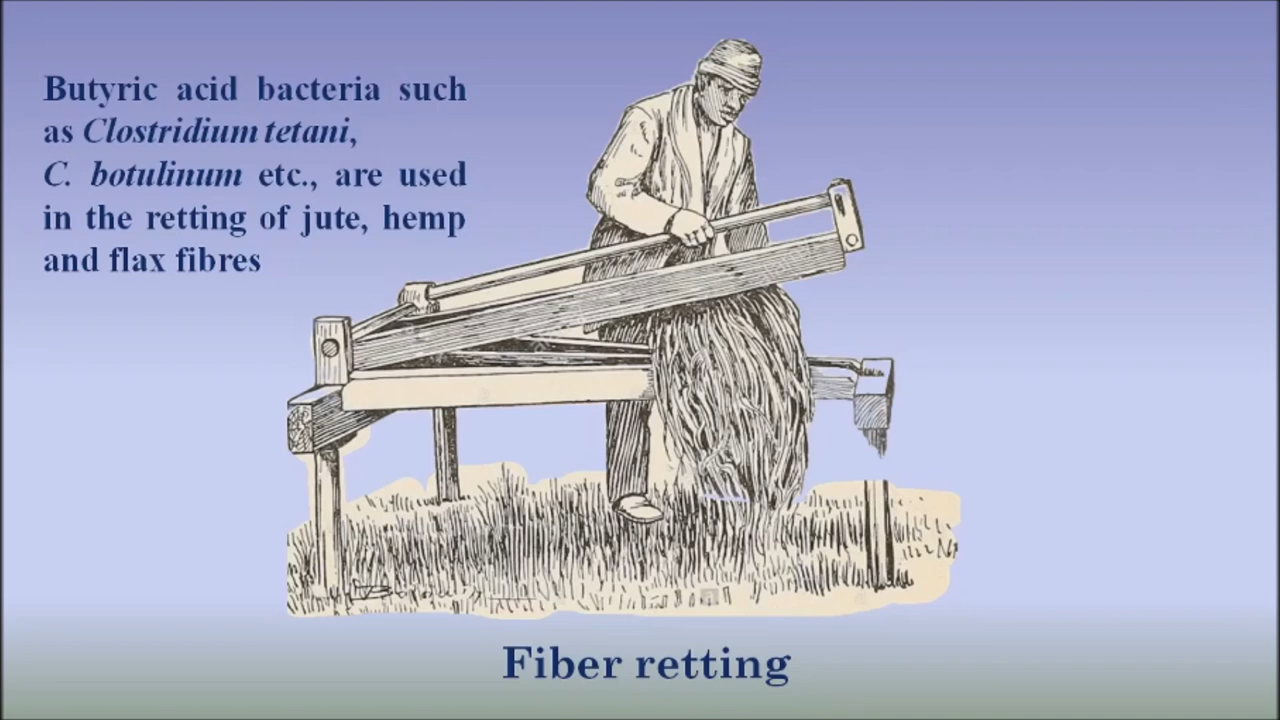 Butyric acid bacteria such
as Clostridium tetani,
C. botulinum etc., are used
in the retting of jute, hemp
and flax fibres
Fiber retting